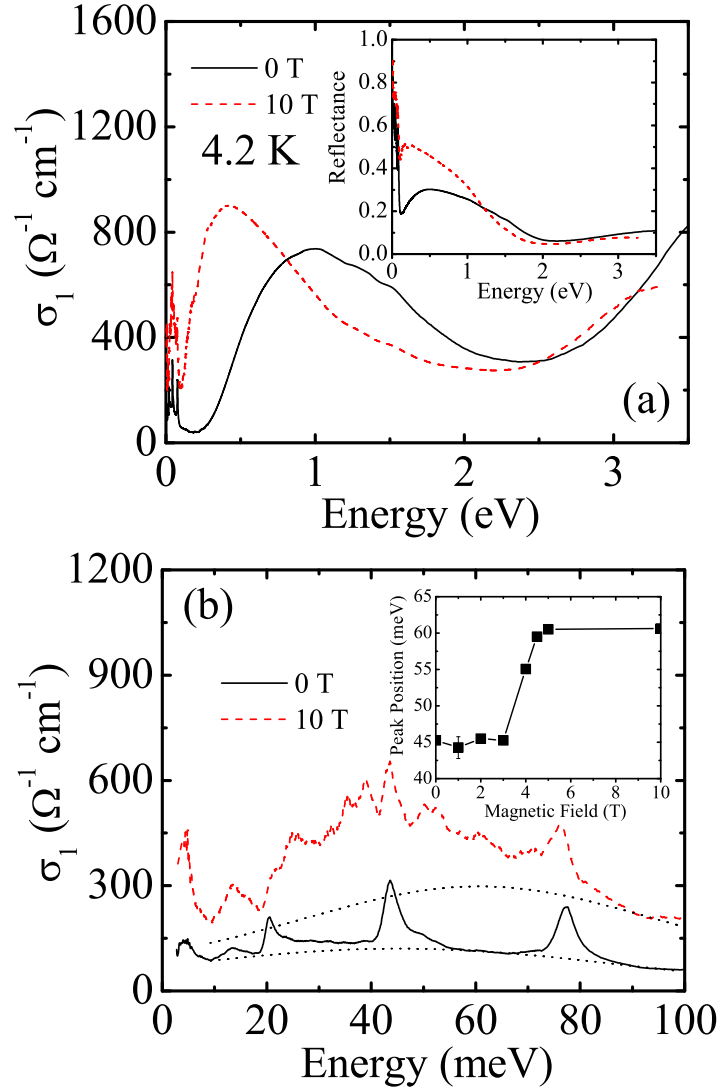 1600
1200
800
400
0
σ₁ (Ω⁻¹ cm⁻¹)
0 T
10 T
4.2 K
1.0
0.8
0.6
0.4
0.2
0.0
Reflectance
0 1 2 3
Energy (eV)
(a)
0 1 2 3
Energy (eV)
1200
900
600
300
0
σ₁ (Ω⁻¹ cm⁻¹)
(b)
0 T
10 T
65
60
55
50
45
40
Peak Position (meV)
0 2 4 6 8 10
Magnetic Field (T)
0 20 40 60 80 100
Energy (meV)